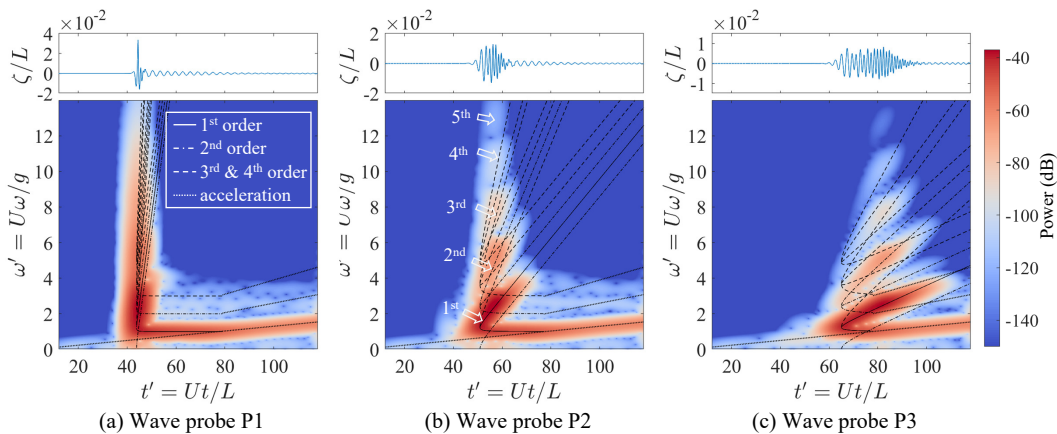 ×10⁻² ×10⁻² ×10⁻²
ζ/L 4 2 0 -2
ζ/L 2 0 -2
ζ/L 1 0 -1
ω′ = Uω/g 12 10 8 6 4 2 0
1st order
2nd order
3rd & 4th order
acceleration
20 40 60 80 100
t′ = Ut/L
(a) Wave probe P1
ω′ = Uω/g 12 10 8 6 4 2 0
5th
4th
3rd
2nd
1st
20 40 60 80 100
t′ = Ut/L
(b) Wave probe P2
ω′ = Uω/g 12 10 8 6 4 2 0
20 40 60 80 100
t′ = Ut/L
(c) Wave probe P3
-40
-60
-80
-100
-120
-140
Power (dB)